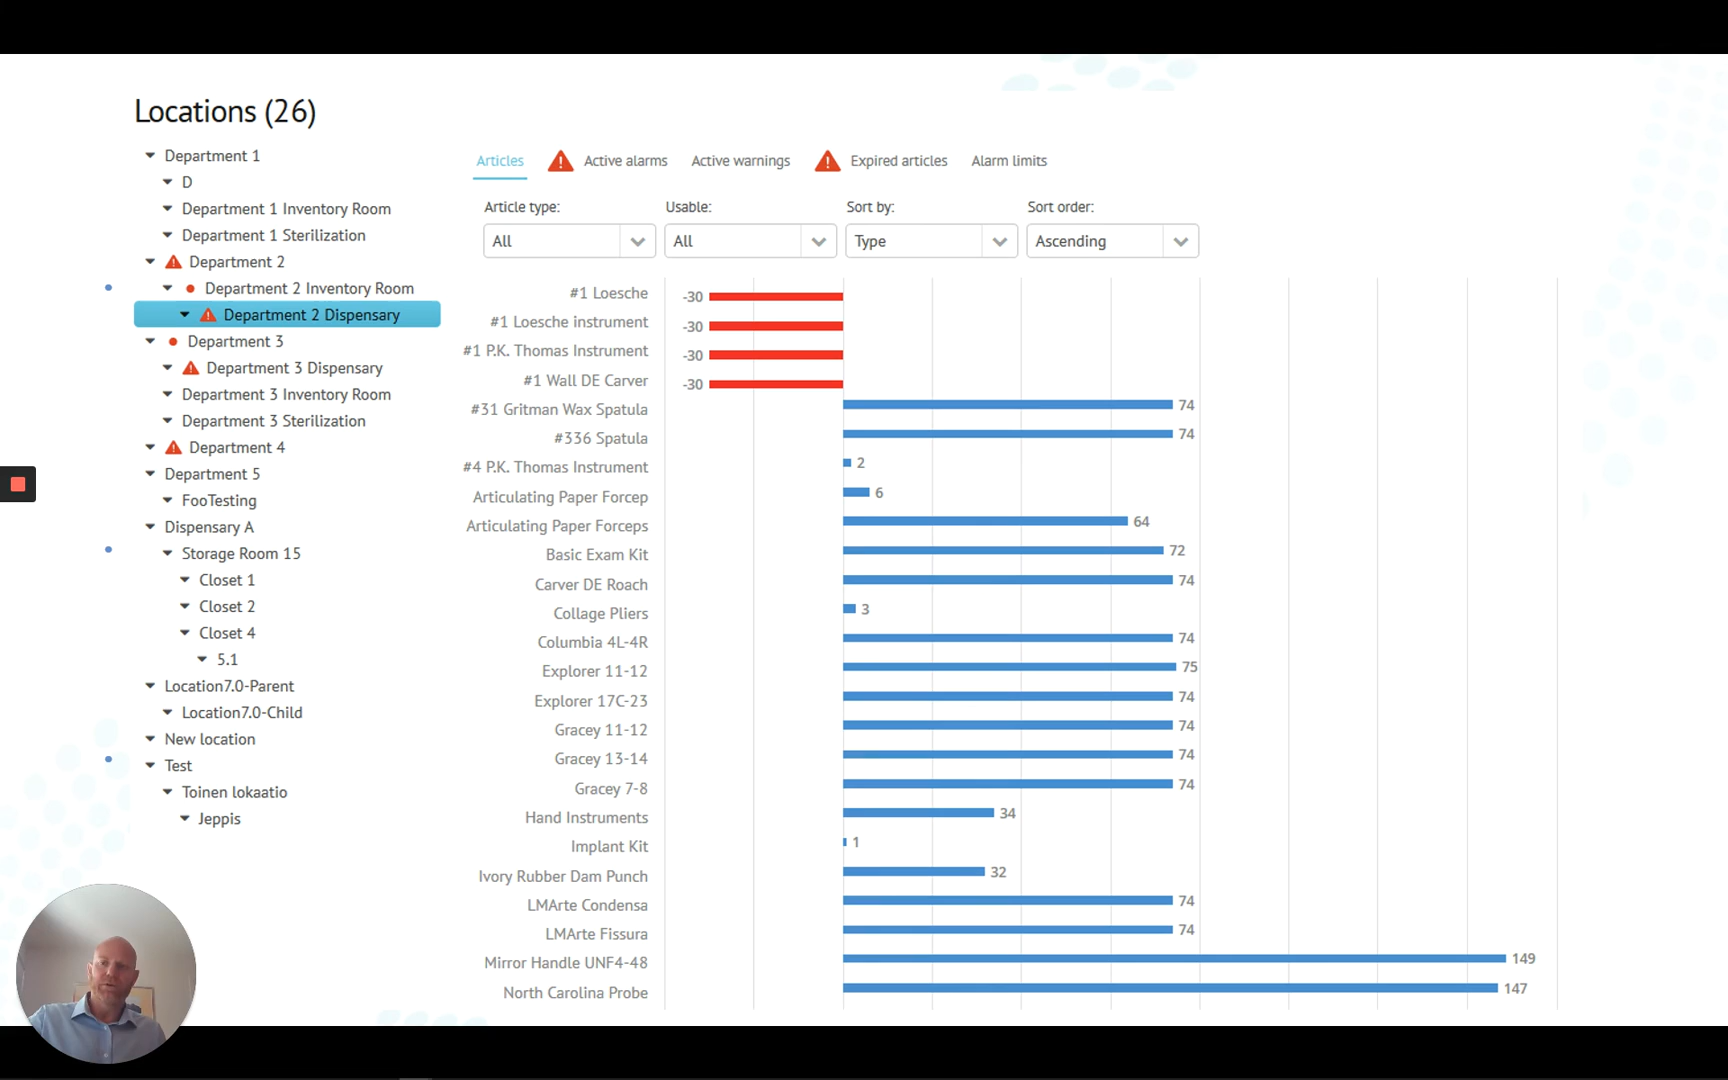 Locations (26)
Department 1
D
Department 1 Inventory Room
Department 1 Sterilization
Department 2
Department 2 Inventory Room
Department 2 Dispensary
Department 3
Department 3 Dispensary
Department 3 Inventory Room
Department 3 Sterilization
Department 4
Department 5
FooTesting
Dispensary A
Storage Room 15
Closet 1
Closet 2
Closet 4
5.1
Location7.0-Parent
Location7.0-Child
New location
Test
Toinen lokaatio
Jeppis
Articles Active alarms Active warnings Expired articles Alarm limits
Article type: Usable: Sort by: Sort order:
All All Type Ascending
#1 Loesche -30
#1 Loesche instrument -30
#1 P.K. Thomas Instrument -30
#1 Wall DE Carver -30
#31 Gritman Wax Spatula 74
#336 Spatula 74
#4 P.K. Thomas Instrument 2
Articulating Paper Forcep 6
Articulating Paper Forceps 64
Basic Exam Kit 72
Carver DE Roach 74
Collage Pliers 3
Columbia 4L-4R 74
Explorer 11-12 75
Explorer 17C-23 74
Gracey 11-12 74
Gracey 13-14 74
Gracey 7-8 74
Hand Instruments 34
Implant Kit 1
Ivory Rubber Dam Punch 32
LMArte Condensa 74
LMArte Fissura 74
Mirror Handle UNF4-48 149
North Carolina Probe 147